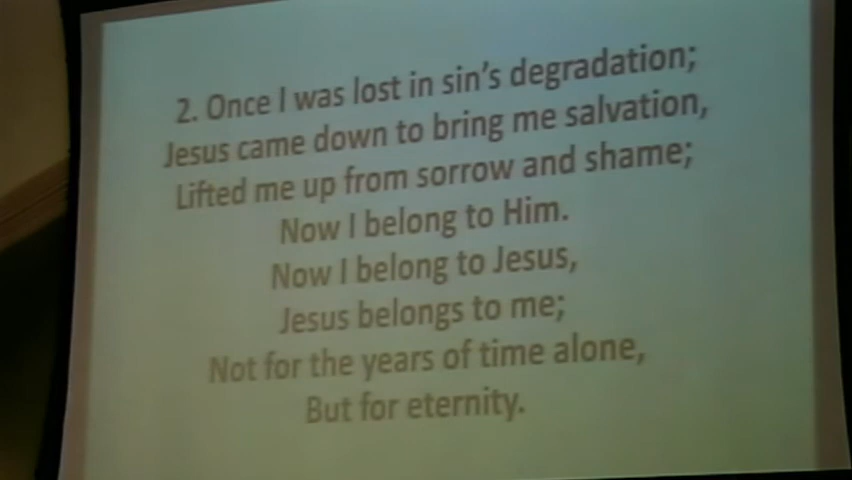 2. Once I was lost in sin's degradation;
Jesus came down to bring me salvation,
Lifted me up from sorrow and shame;
Now I belong to Him.
Now I belong to Jesus,
Jesus belongs to me;
Not for the years of time alone,
But for eternity.